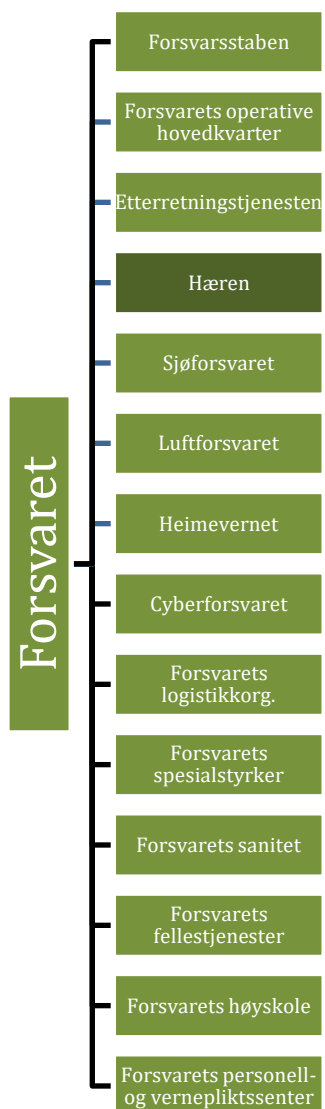 Forsvaret
Forsvarsstaben
Forsvarets operative
hovedkvarter
Etterretningstjenesten
Hæren
Sjøforsvaret
Luftforsvaret
Heimevernet
Cyberforsvaret
Forsvarets
logistikkorg.
Forsvarets
spesialstyrker
Forsvarets sanitet
Forsvarets
fellestjenester
Forsvarets høyskole
Forsvarets personell-
og vernepliktssenter